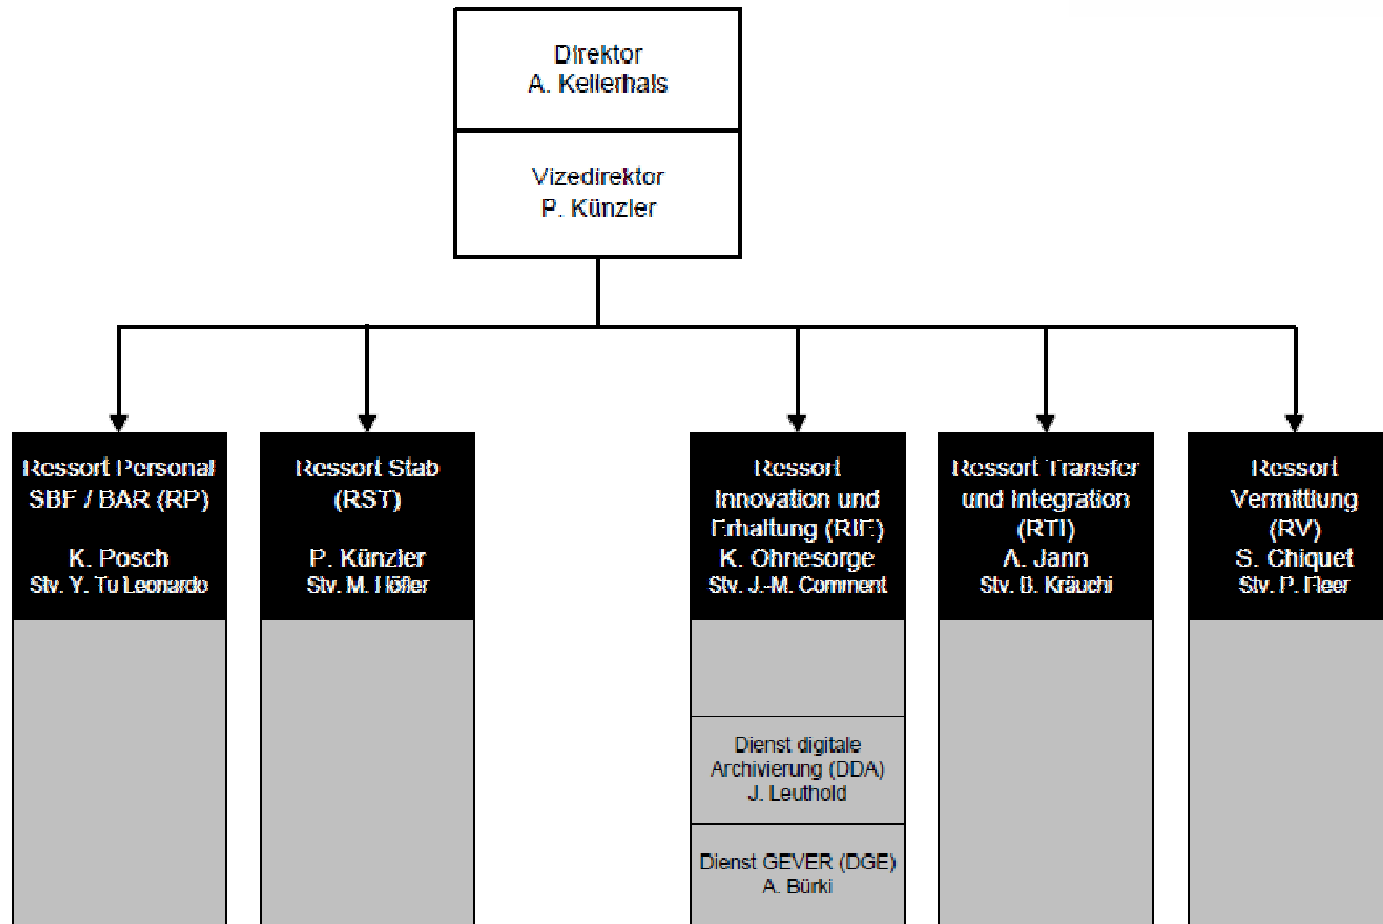 Direktor
A. Kellerhals
Vizedirektor
P. Künzler
Ressort Personal
SBF / BAR (RP)
K. Posch
Stv. Y. Tu Leonardo
Ressort Stab
(RST)
P. Künzler
Stv. M. Höfler
Ressort
Innovation und
Erhaltung (RIE)
K. Ohnesorge
Stv. J.-M. Comment
Dienst digitale
Archivierung (DDA)
J. Leuthold
Dienst GEVER (DGE)
A. Bürki
Ressort Transfer
und Integration
(RTI)
A. Jann
Stv. B. Kräuchi
Ressort
Vermittlung
(RV)
S. Chiquet
Stv. P. Fleer